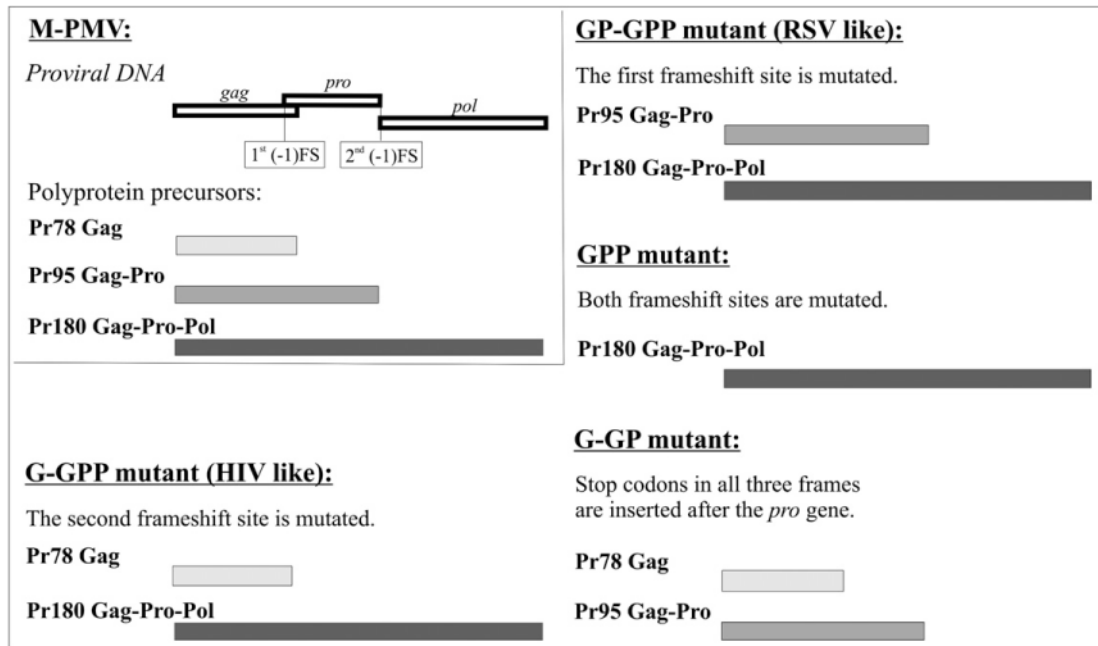 M-PMV:
Proviral DNA
gag
pro
pol
1st (-1)FS
2nd (-1)FS
Polyprotein precursors:
Pr78 Gag
Pr95 Gag-Pro
Pr180 Gag-Pro-Pol
G-GPP mutant (HIV like):
The second frameshift site is mutated.
Pr78 Gag
Pr180 Gag-Pro-Pol
GP-GPP mutant (RSV like):
The first frameshift site is mutated.
Pr95 Gag-Pro
Pr180 Gag-Pro-Pol
GPP mutant:
Both frameshift sites are mutated.
Pr180 Gag-Pro-Pol
G-GP mutant:
Stop codons in all three frames
are inserted after the pro gene.
Pr78 Gag
Pr95 Gag-Pro